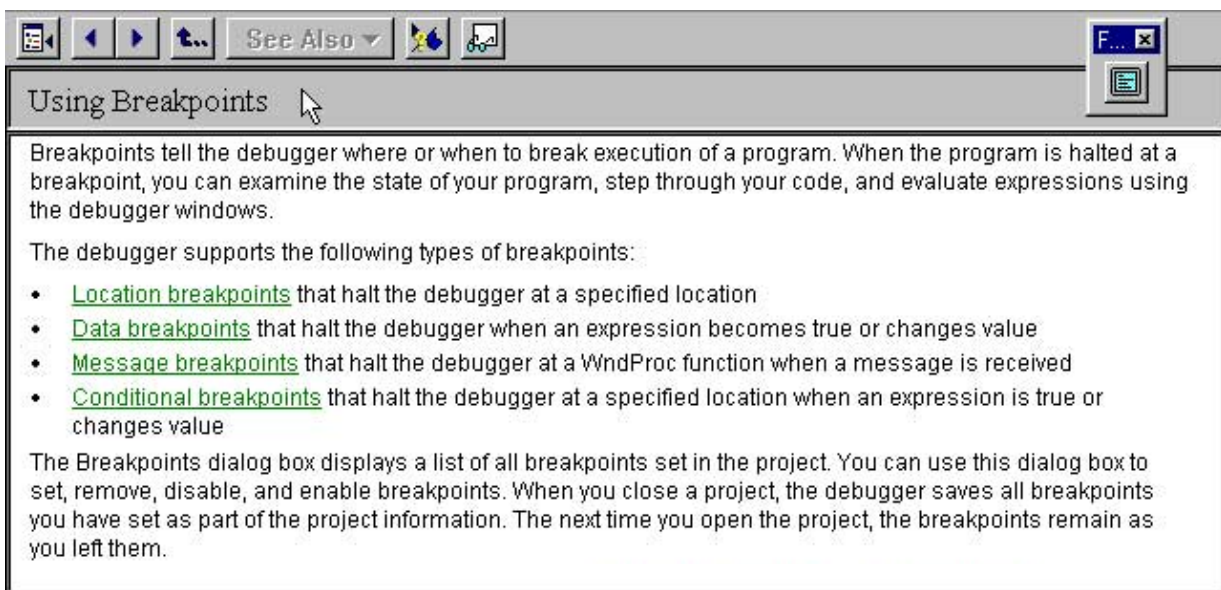 See Also
F...
Using Breakpoints
Breakpoints tell the debugger where or when to break execution of a program. When the program is halted at a
breakpoint, you can examine the state of your program, step through your code, and evaluate expressions using
the debugger windows.
The debugger supports the following types of breakpoints:
• Location breakpoints that halt the debugger at a specified location
• Data breakpoints that halt the debugger when an expression becomes true or changes value
• Message breakpoints that halt the debugger at a WndProc function when a message is received
• Conditional breakpoints that halt the debugger at a specified location when an expression is true or
changes value
The Breakpoints dialog box displays a list of all breakpoints set in the project. You can use this dialog box to
set, remove, disable, and enable breakpoints. When you close a project, the debugger saves all breakpoints
you have set as part of the project information. The next time you open the project, the breakpoints remain as
you left them.